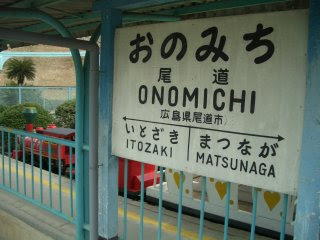 おのみち
尾道
ONOMICHI
(広島県尾道市)
いとざき まつなが
ITOZAKI MATSUNAGA